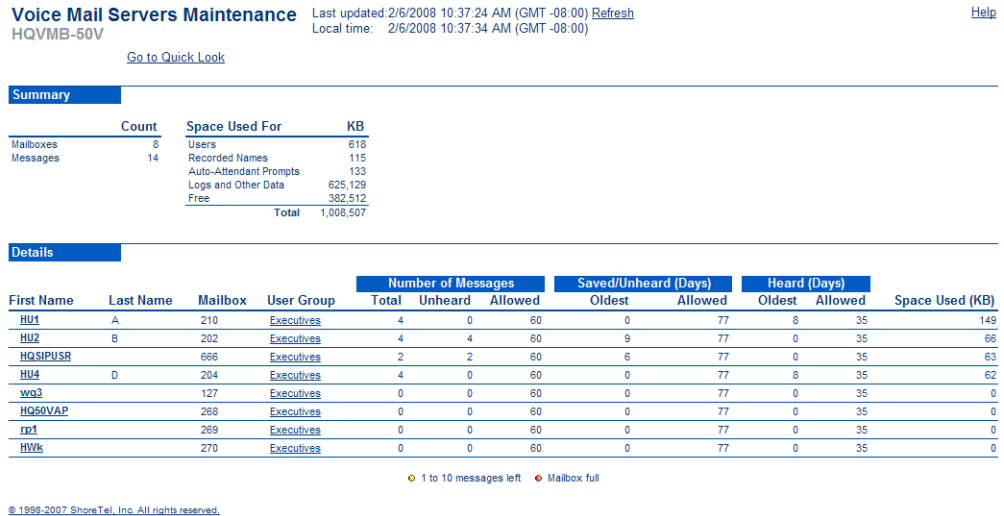 Voice Mail Servers Maintenance Last updated:2/6/2008 10:37:24 AM (GMT -08:00) Refresh Help
HQVMB-50V Local time: 2/6/2008 10:37:34 AM (GMT -08:00)
Go to Quick Look
Summary
Count Space Used For KB
Mailboxes 8 Users 618
Messages 14 Recorded Names 115
Auto-Attendant Prompts 133
Logs and Other Data 625,129
Free 382,512
Total 1,008,507
Details
Number of Messages Saved/Unheard (Days) Heard (Days)
First Name Last Name Mailbox User Group Total Unheard Allowed Oldest Allowed Oldest Allowed Space Used (KB)
HU1 A 210 Executives 4 0 60 0 77 8 35 149
HU2 B 202 Executives 4 4 60 9 77 0 35 66
HQSIPUSR 666 Executives 2 2 60 6 77 0 35 63
HU4 D 204 Executives 4 0 60 0 77 8 35 62
wq3 127 Executives 0 0 60 0 77 0 35 0
HQ50VAP 268 Executives 0 0 60 0 77 0 35 0
rp1 269 Executives 0 0 60 0 77 0 35 0
HWk 270 Executives 0 0 60 0 77 0 35 0
1 to 10 messages left Mailbox full
© 1998-2007 ShoreTel, Inc. All rights reserved.